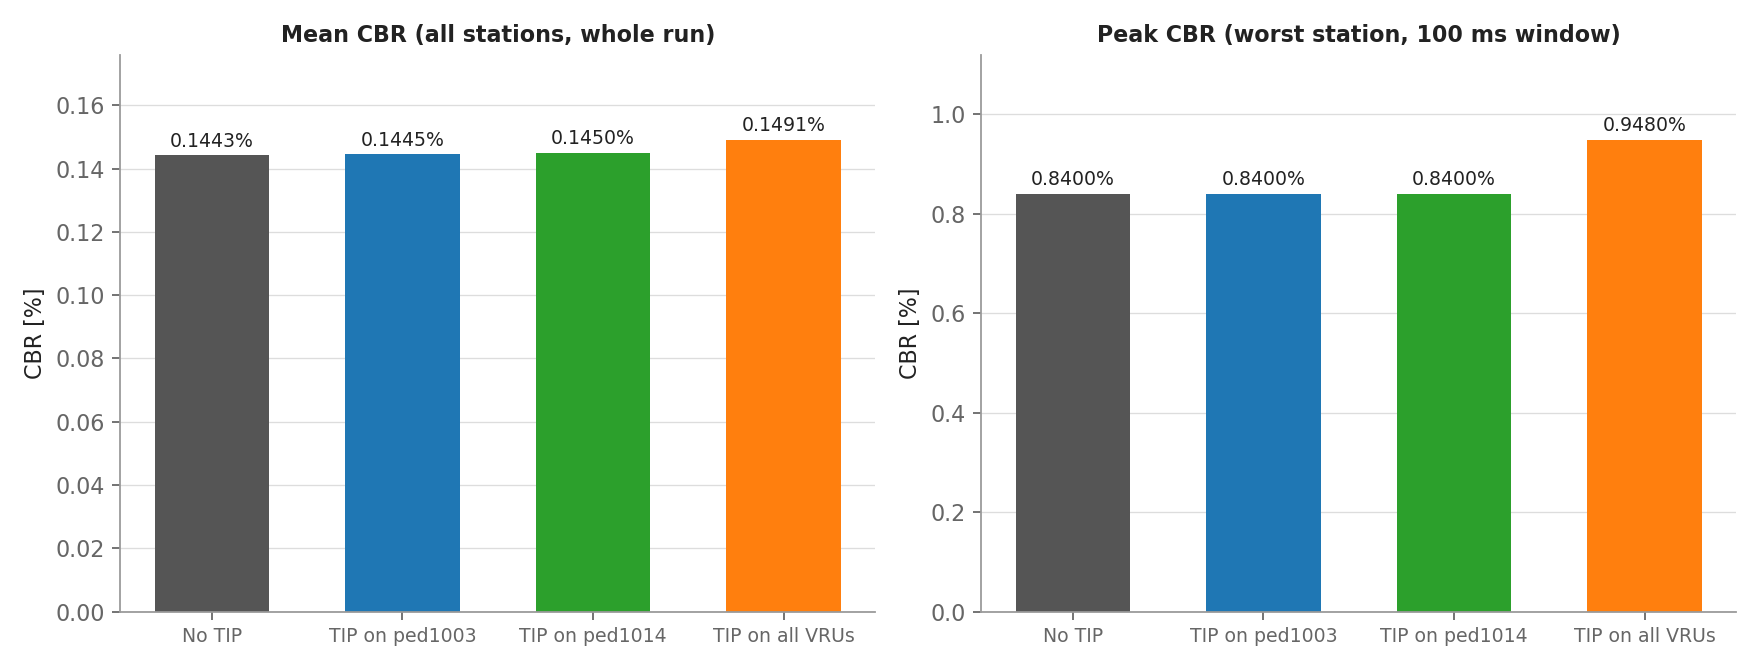 Mean CBR (all stations, whole run)
CBR [%]
0.16
0.14
0.12
0.10
0.08
0.06
0.04
0.02
0.00
0.1443%
0.1445%
0.1450%
0.1491%
No TIP
TIP on ped1003
TIP on ped1014
TIP on all VRUs
Peak CBR (worst station, 100 ms window)
CBR [%]
1.0
0.8
0.6
0.4
0.2
0.0
0.8400%
0.8400%
0.8400%
0.9480%
No TIP
TIP on ped1003
TIP on ped1014
TIP on all VRUs